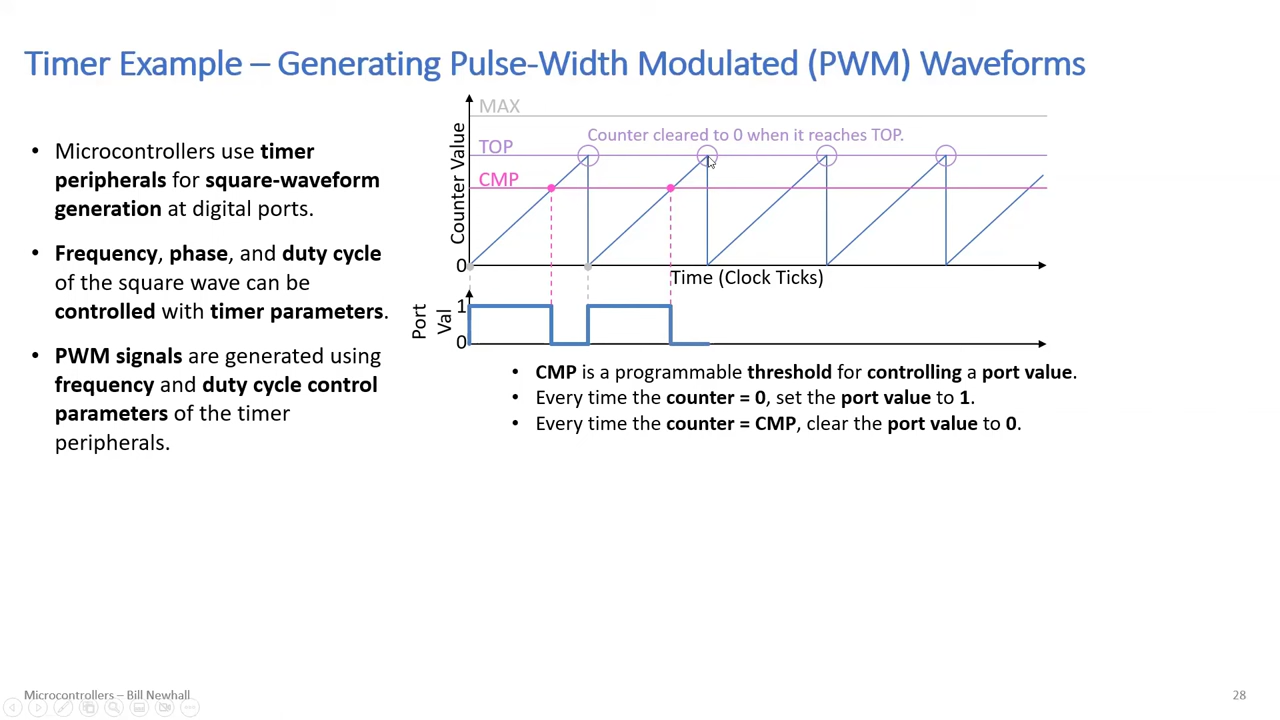 Timer Example – Generating Pulse-Width Modulated (PWM) Waveforms
• Microcontrollers use timer
peripherals for square-waveform
generation at digital ports.
• Frequency, phase, and duty cycle
of the square wave can be
controlled with timer parameters.
• PWM signals are generated using
frequency and duty cycle control
parameters of the timer
peripherals.
MAX
Counter cleared to 0 when it reaches TOP.
TOP
CMP
Counter Value
0
Time (Clock Ticks)
Port
Val
1
0
• CMP is a programmable threshold for controlling a port value.
• Every time the counter = 0, set the port value to 1.
• Every time the counter = CMP, clear the port value to 0.
Microcontrollers – Bill Newhall
28